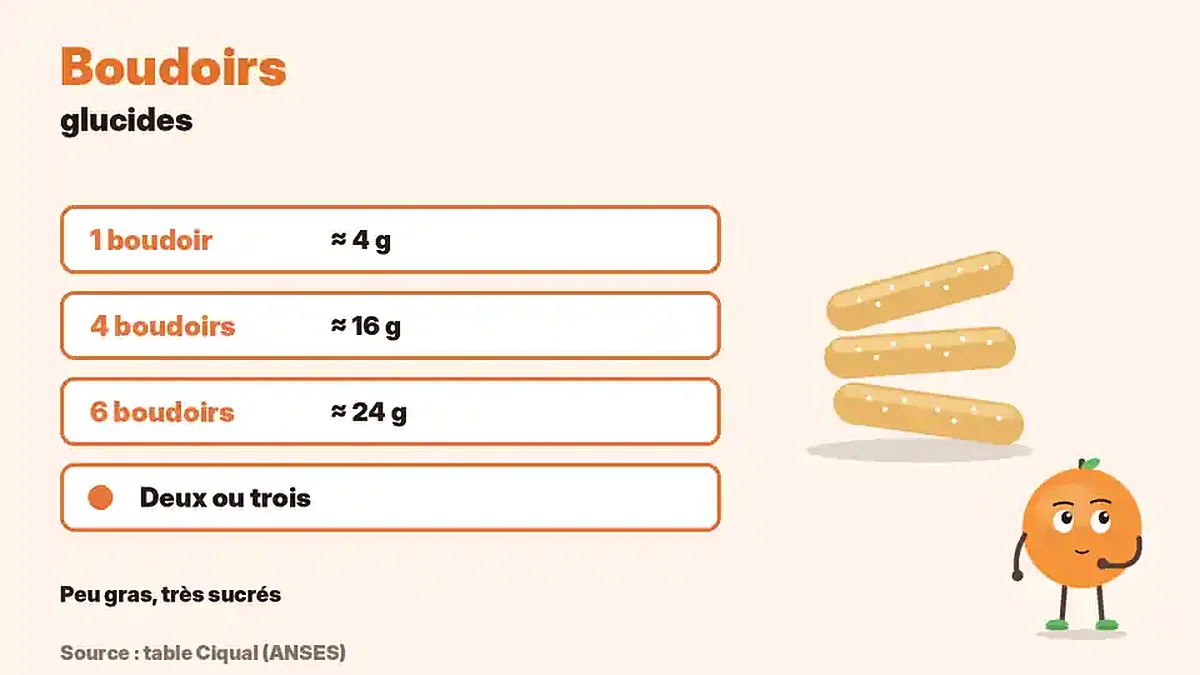 Boudoirs
glucides
1 boudoir ≈ 4 g
4 boudoirs ≈ 16 g
6 boudoirs ≈ 24 g
Deux ou trois
Peu gras, très sucrés
Source : table Ciqual (ANSES)